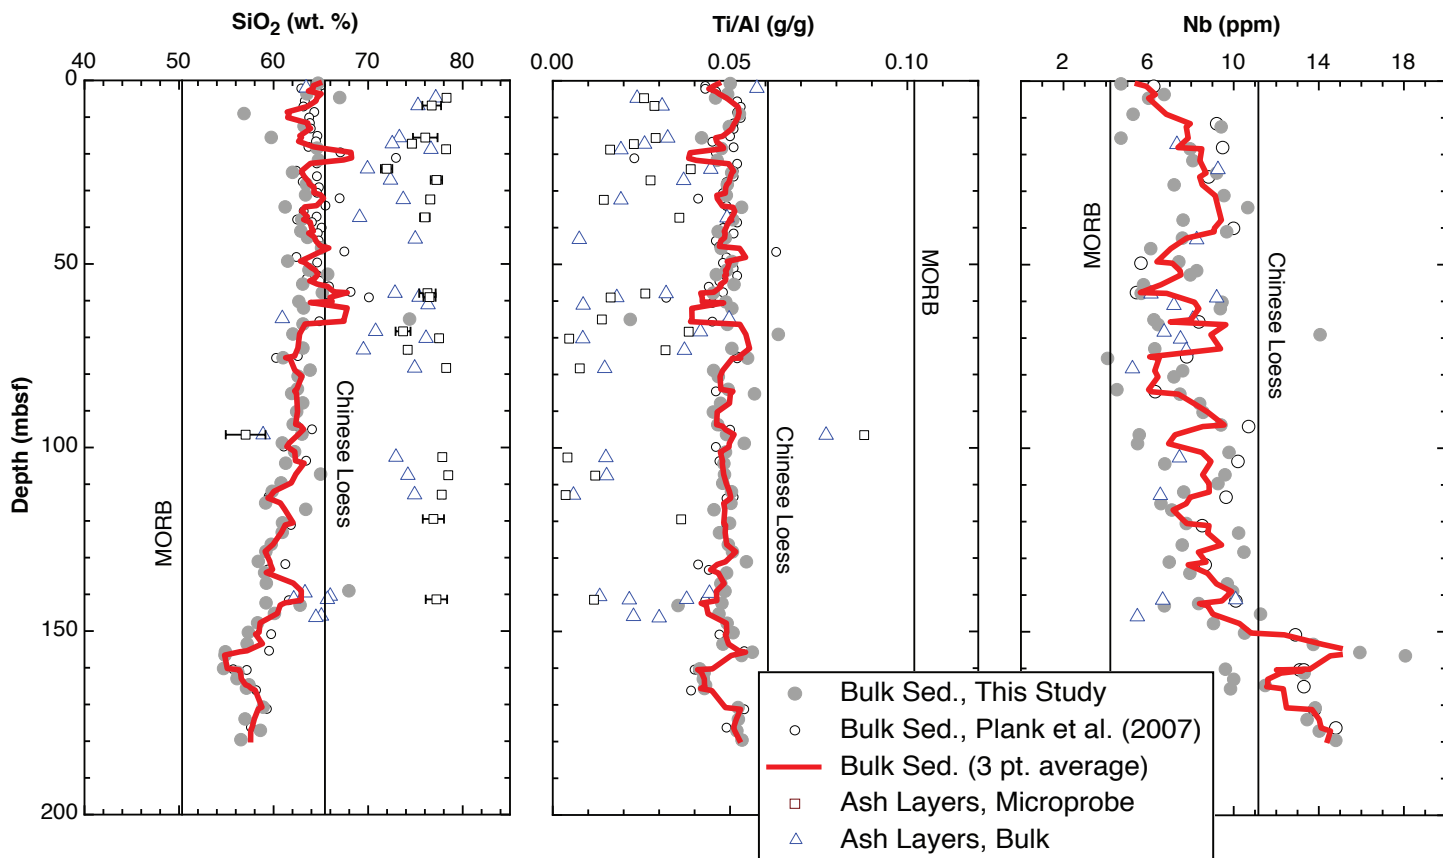 SiO2 (wt. %)
Ti/Al (g/g)
Nb (ppm)
40 50 60 70 80
0.00 0.05 0.10
2 6 10 14 18
0
50
100
150
200
Depth (mbsf)
MORB
Chinese Loess
Chinese Loess
MORB
MORB
Chinese Loess
Bulk Sed., This Study
Bulk Sed., Plank et al. (2007)
Bulk Sed. (3 pt. average)
Ash Layers, Microprobe
Ash Layers, Bulk